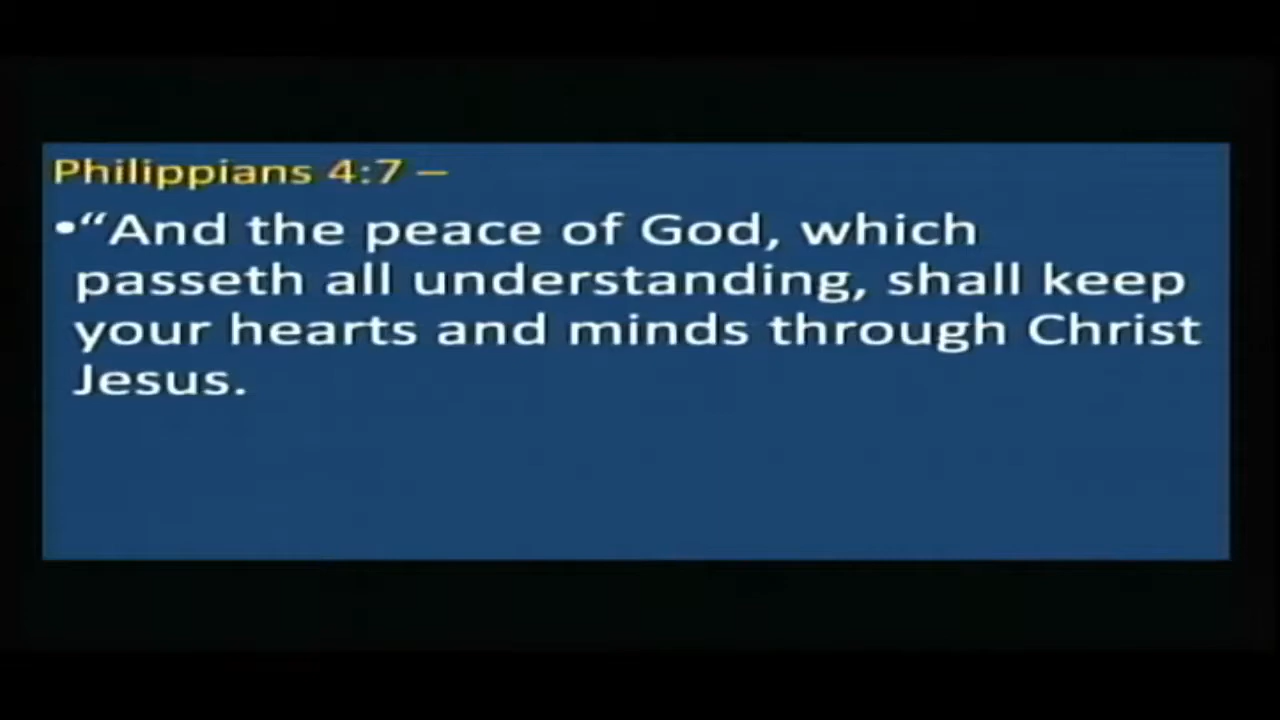 Philippians 4:7 –
•“And the peace of God, which
passeth all understanding, shall keep
your hearts and minds through Christ
Jesus.